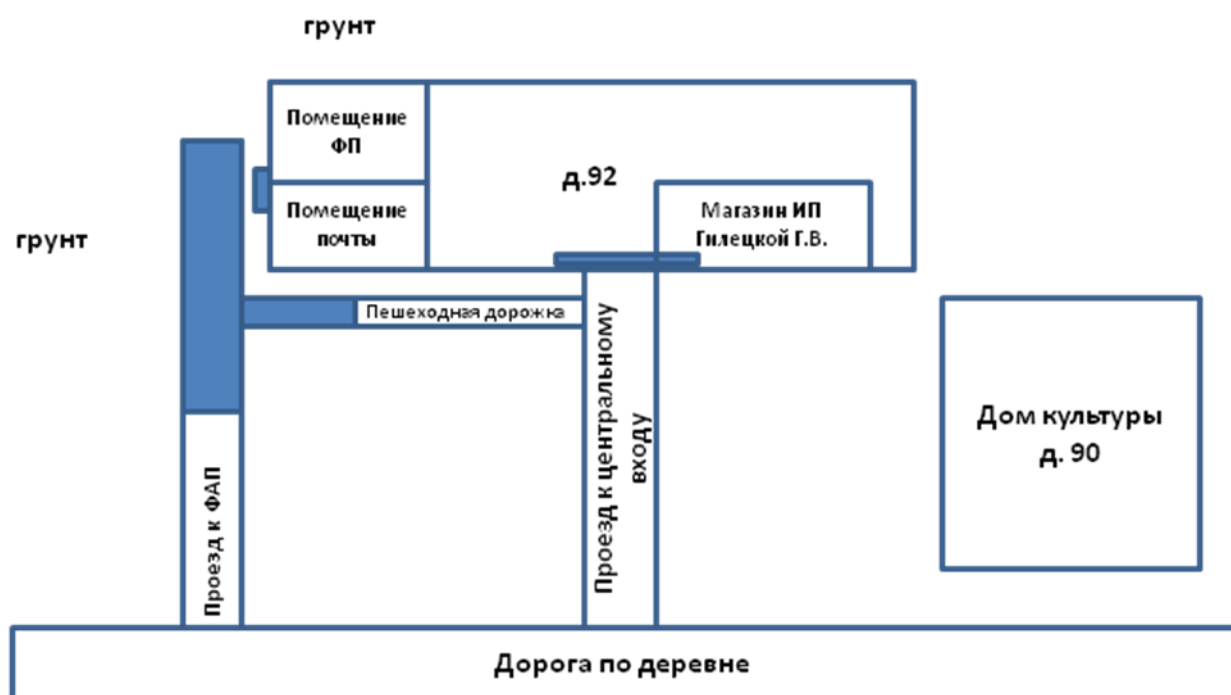 грунт
Помещение
ФП
д.92
Помещение
почты
Магазин ИП
Гилецкой Г.В.
грунт
Пешеходная дорожка
Проезд к центральному
входу
Дом культуры
д. 90
Проезд к ФАП
Дорога по деревне